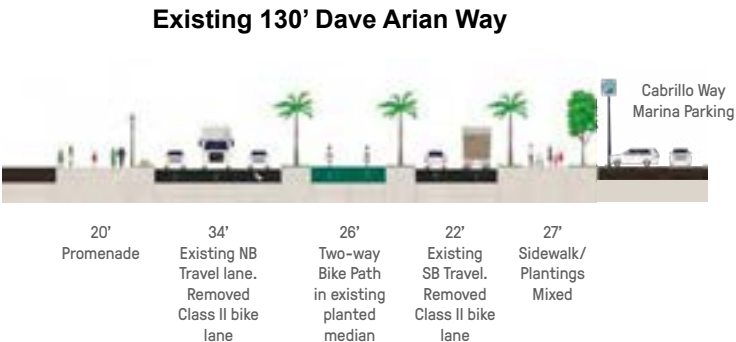 Existing 130’ Dave Arian Way
Cabrillo Way
Marina Parking
20’
Promenade
34’
Existing NB
Travel lane.
Removed
Class II bike
lane
26’
Two-way
Bike Path
in existing
planted
median
22’
Existing
SB Travel.
Removed
Class II bike
lane
27’
Sidewalk/
Plantings
Mixed